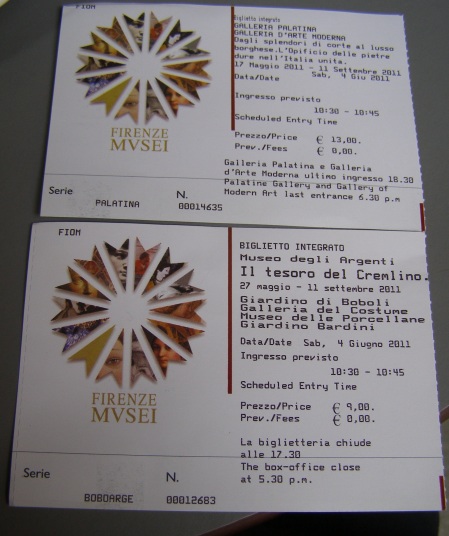 FIOM
Biglietto integrato
GALLERIA PALATINA
GALLERIA D'ARTE MODERNA
Dagli splendori di corte al lusso
borghese.L'Opificio delle pietre
dure nell'Italia unita.
17 Maggio 2011 - 11 Settembre 2011
Data/Date Sab, 4 Giu 2011
Ingresso previsto
10:30 - 10:45
Scheduled Entry Time
Prezzo/Price € 13,00.
Prev./Fees € 0,00.
Galleria Palatina e Galleria
d'Arte Moderna ultimo ingresso 18.30
Palatine Gallery and Gallery of
Modern Art last entrance 6.30 p.m
FIRENZE
MVSEI
Serie N.
PALATINA 00014635
FIOM
BIGLIETTO INTEGRATO
Museo degli Argenti
Il tesoro del Cremlino.
27 maggio - 11 settembre 2011
Giardino di Boboli
Galleria del Costume
Museo delle Porcellane
Giardino Bardini
Data/Date Sab, 4 Giugno 2011
Ingresso previsto
10:30 - 10:45
Scheduled Entry Time
Prezzo/Price € 9,00.
Prev./Fees € 0,00.
La biglietteria chiude
alle 17.30
The box-office close
at 5.30 p.m.
FIRENZE
MVSEI
Serie N.
BOBOARGE 00012683